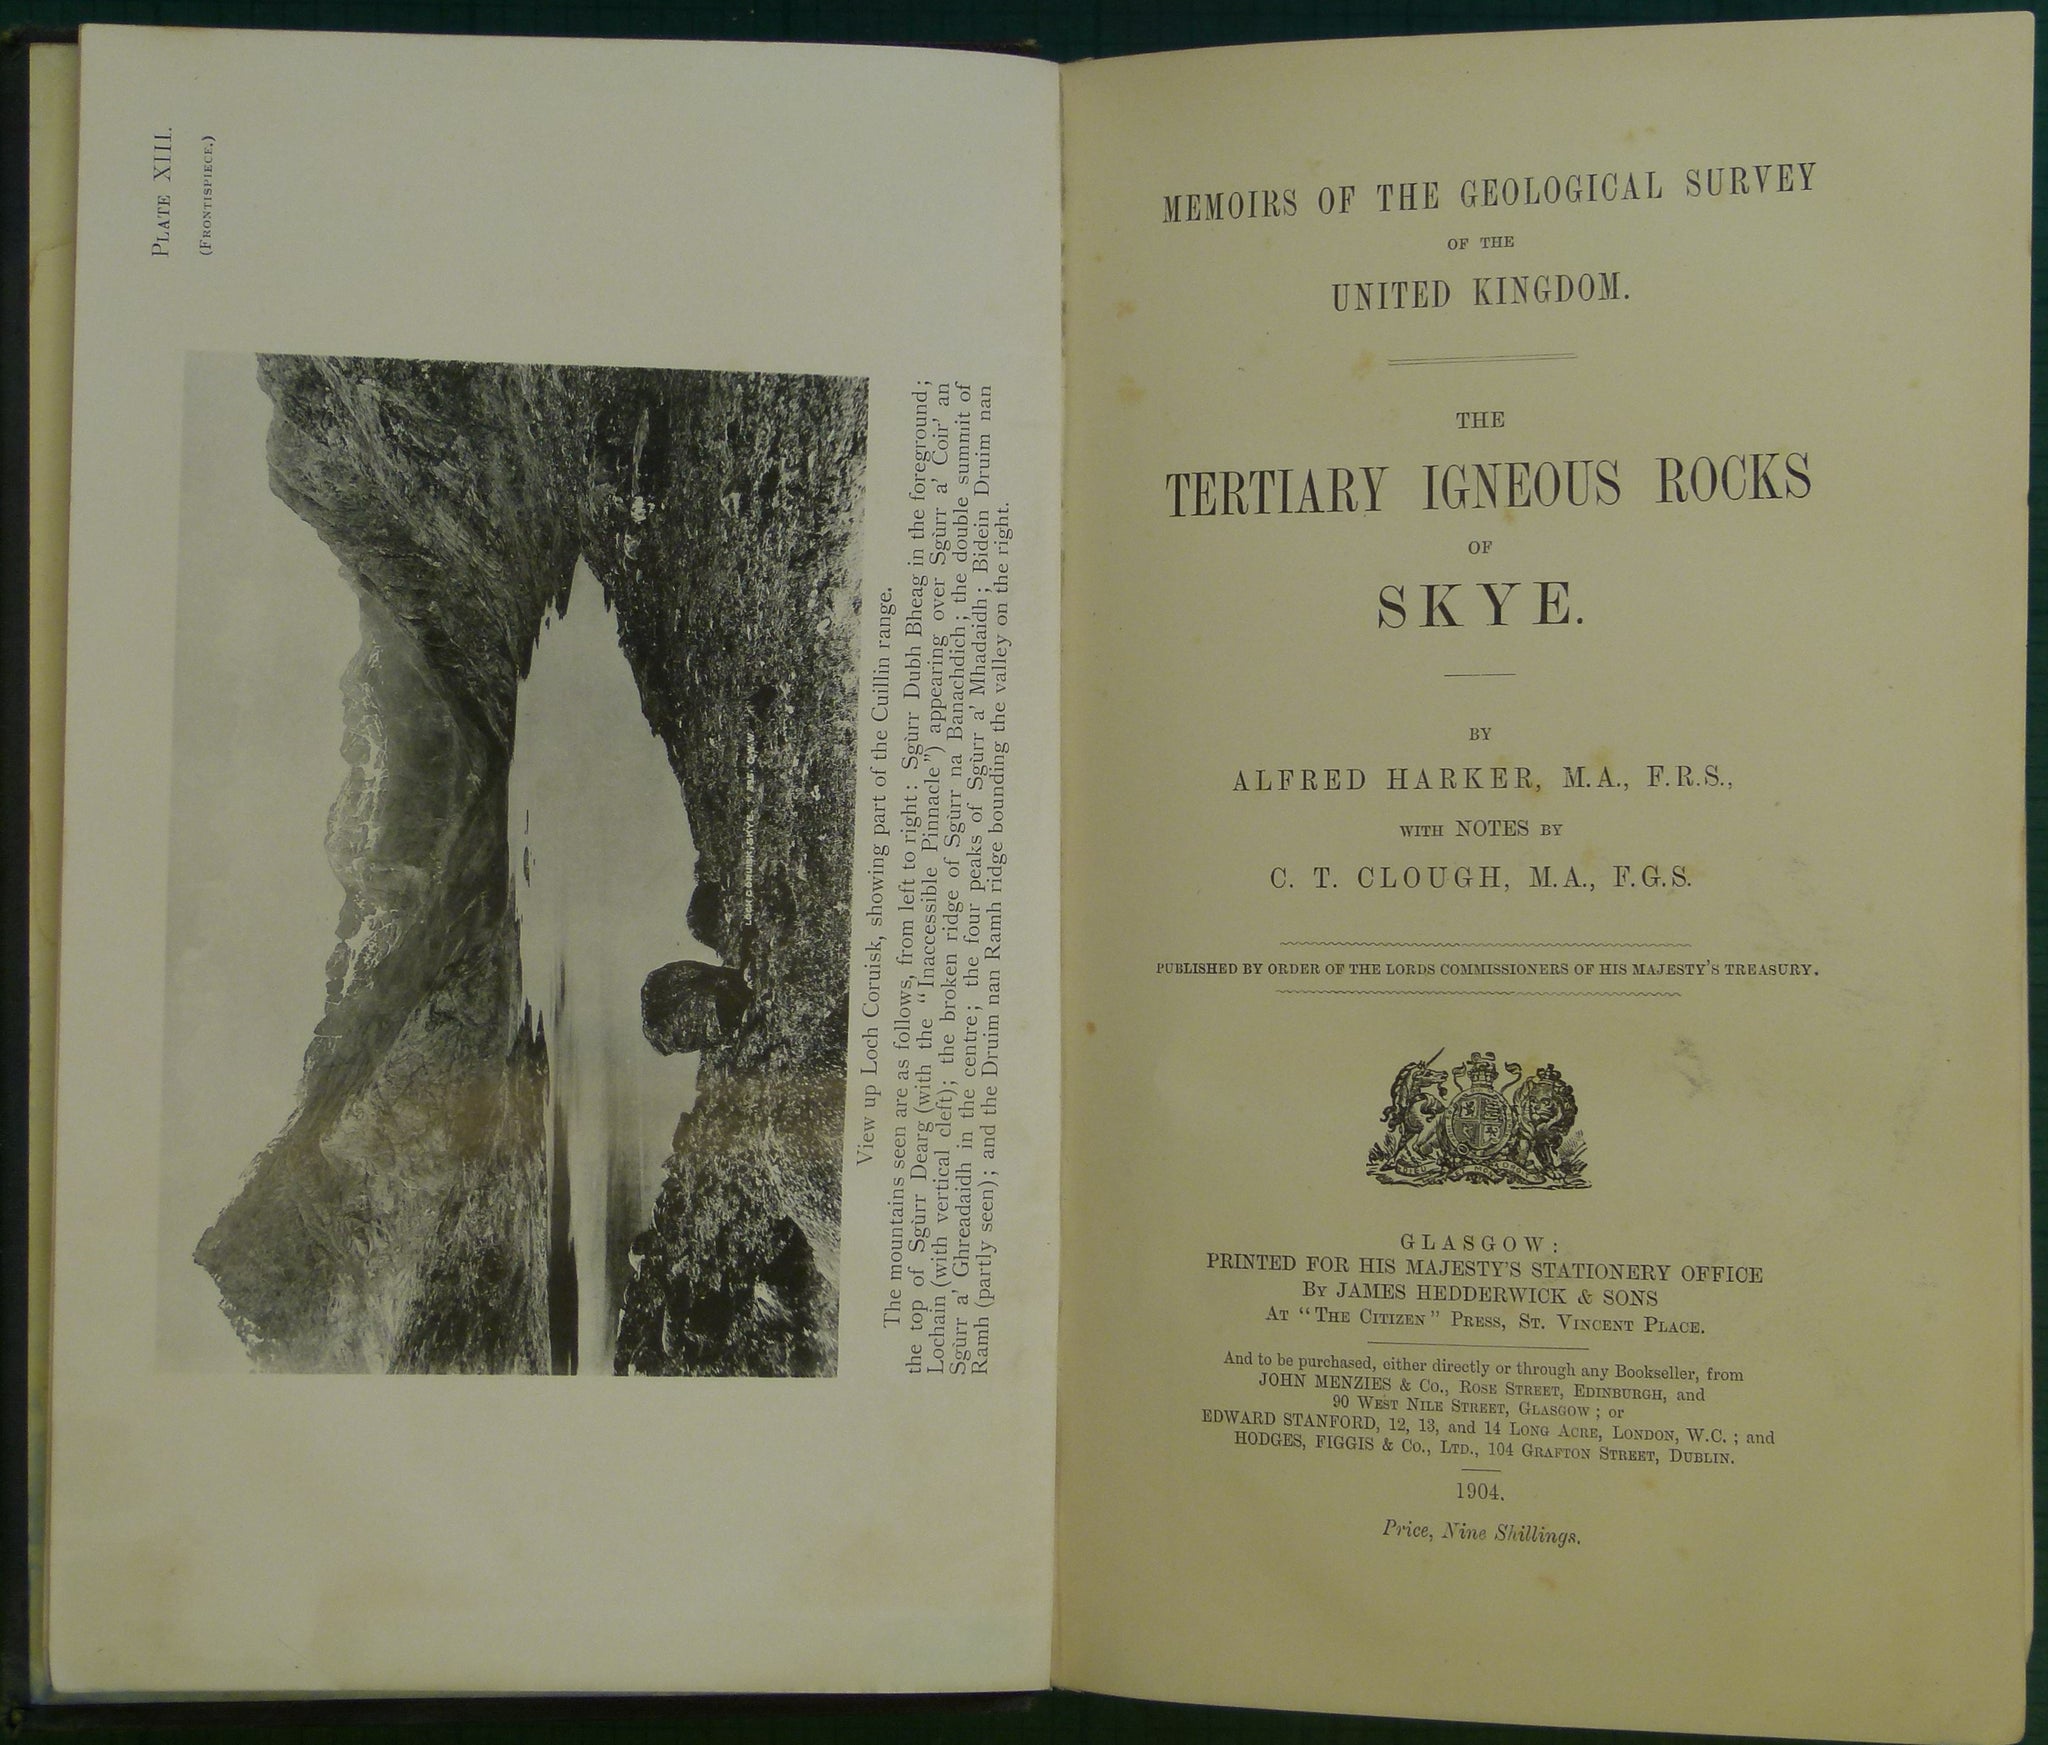 PLATE XIII.
(FRONTISPIECE.)
View up Loch Coruisk, showing part of the Cuillin range.
The mountains seen are as follows, from left to right: Sgùrr Dubh Bheag in the foreground;
the top of Sgùrr Dearg (with the "Inaccessible Pinnacle") appearing over Sgùrr a' Coir' an
Lochain (with vertical cleft); the broken ridge of Sgùrr na Banachdich; the double summit of
Sgùrr a' Ghreadaidh in the centre; the four peaks of Sgùrr a' Mhadaidh; Bidein Druim nan
Ramh (partly seen); and the Druim nan Ramh ridge bounding the valley on the right.
MEMOIRS OF THE GEOLOGICAL SURVEY
OF THE
UNITED KINGDOM.
THE
TERTIARY IGNEOUS ROCKS
OF
SKYE.
BY
ALFRED HARKER, M.A., F.R.S.,
WITH NOTES BY
C. T. CLOUGH, M.A., F.G.S.
PUBLISHED BY ORDER OF THE LORDS COMMISSIONERS OF HIS MAJESTY'S TREASURY.
GLASGOW:
PRINTED FOR HIS MAJESTY'S STATIONERY OFFICE
BY JAMES HEDDERWICK & SONS
AT "THE CITIZEN" PRESS, ST. VINCENT PLACE.
And to be purchased, either directly or through any Bookseller, from
JOHN MENZIES & CO., ROSE STREET, EDINBURGH, and
90 WEST NILE STREET, GLASGOW; or
EDWARD STANFORD, 12, 13, and 14 LONG ACRE, LONDON, W.C.; and
HODGES, FIGGIS & CO., LTD., 104 GRAFTON STREET, DUBLIN.
1904.
Price, Nine Shillings.